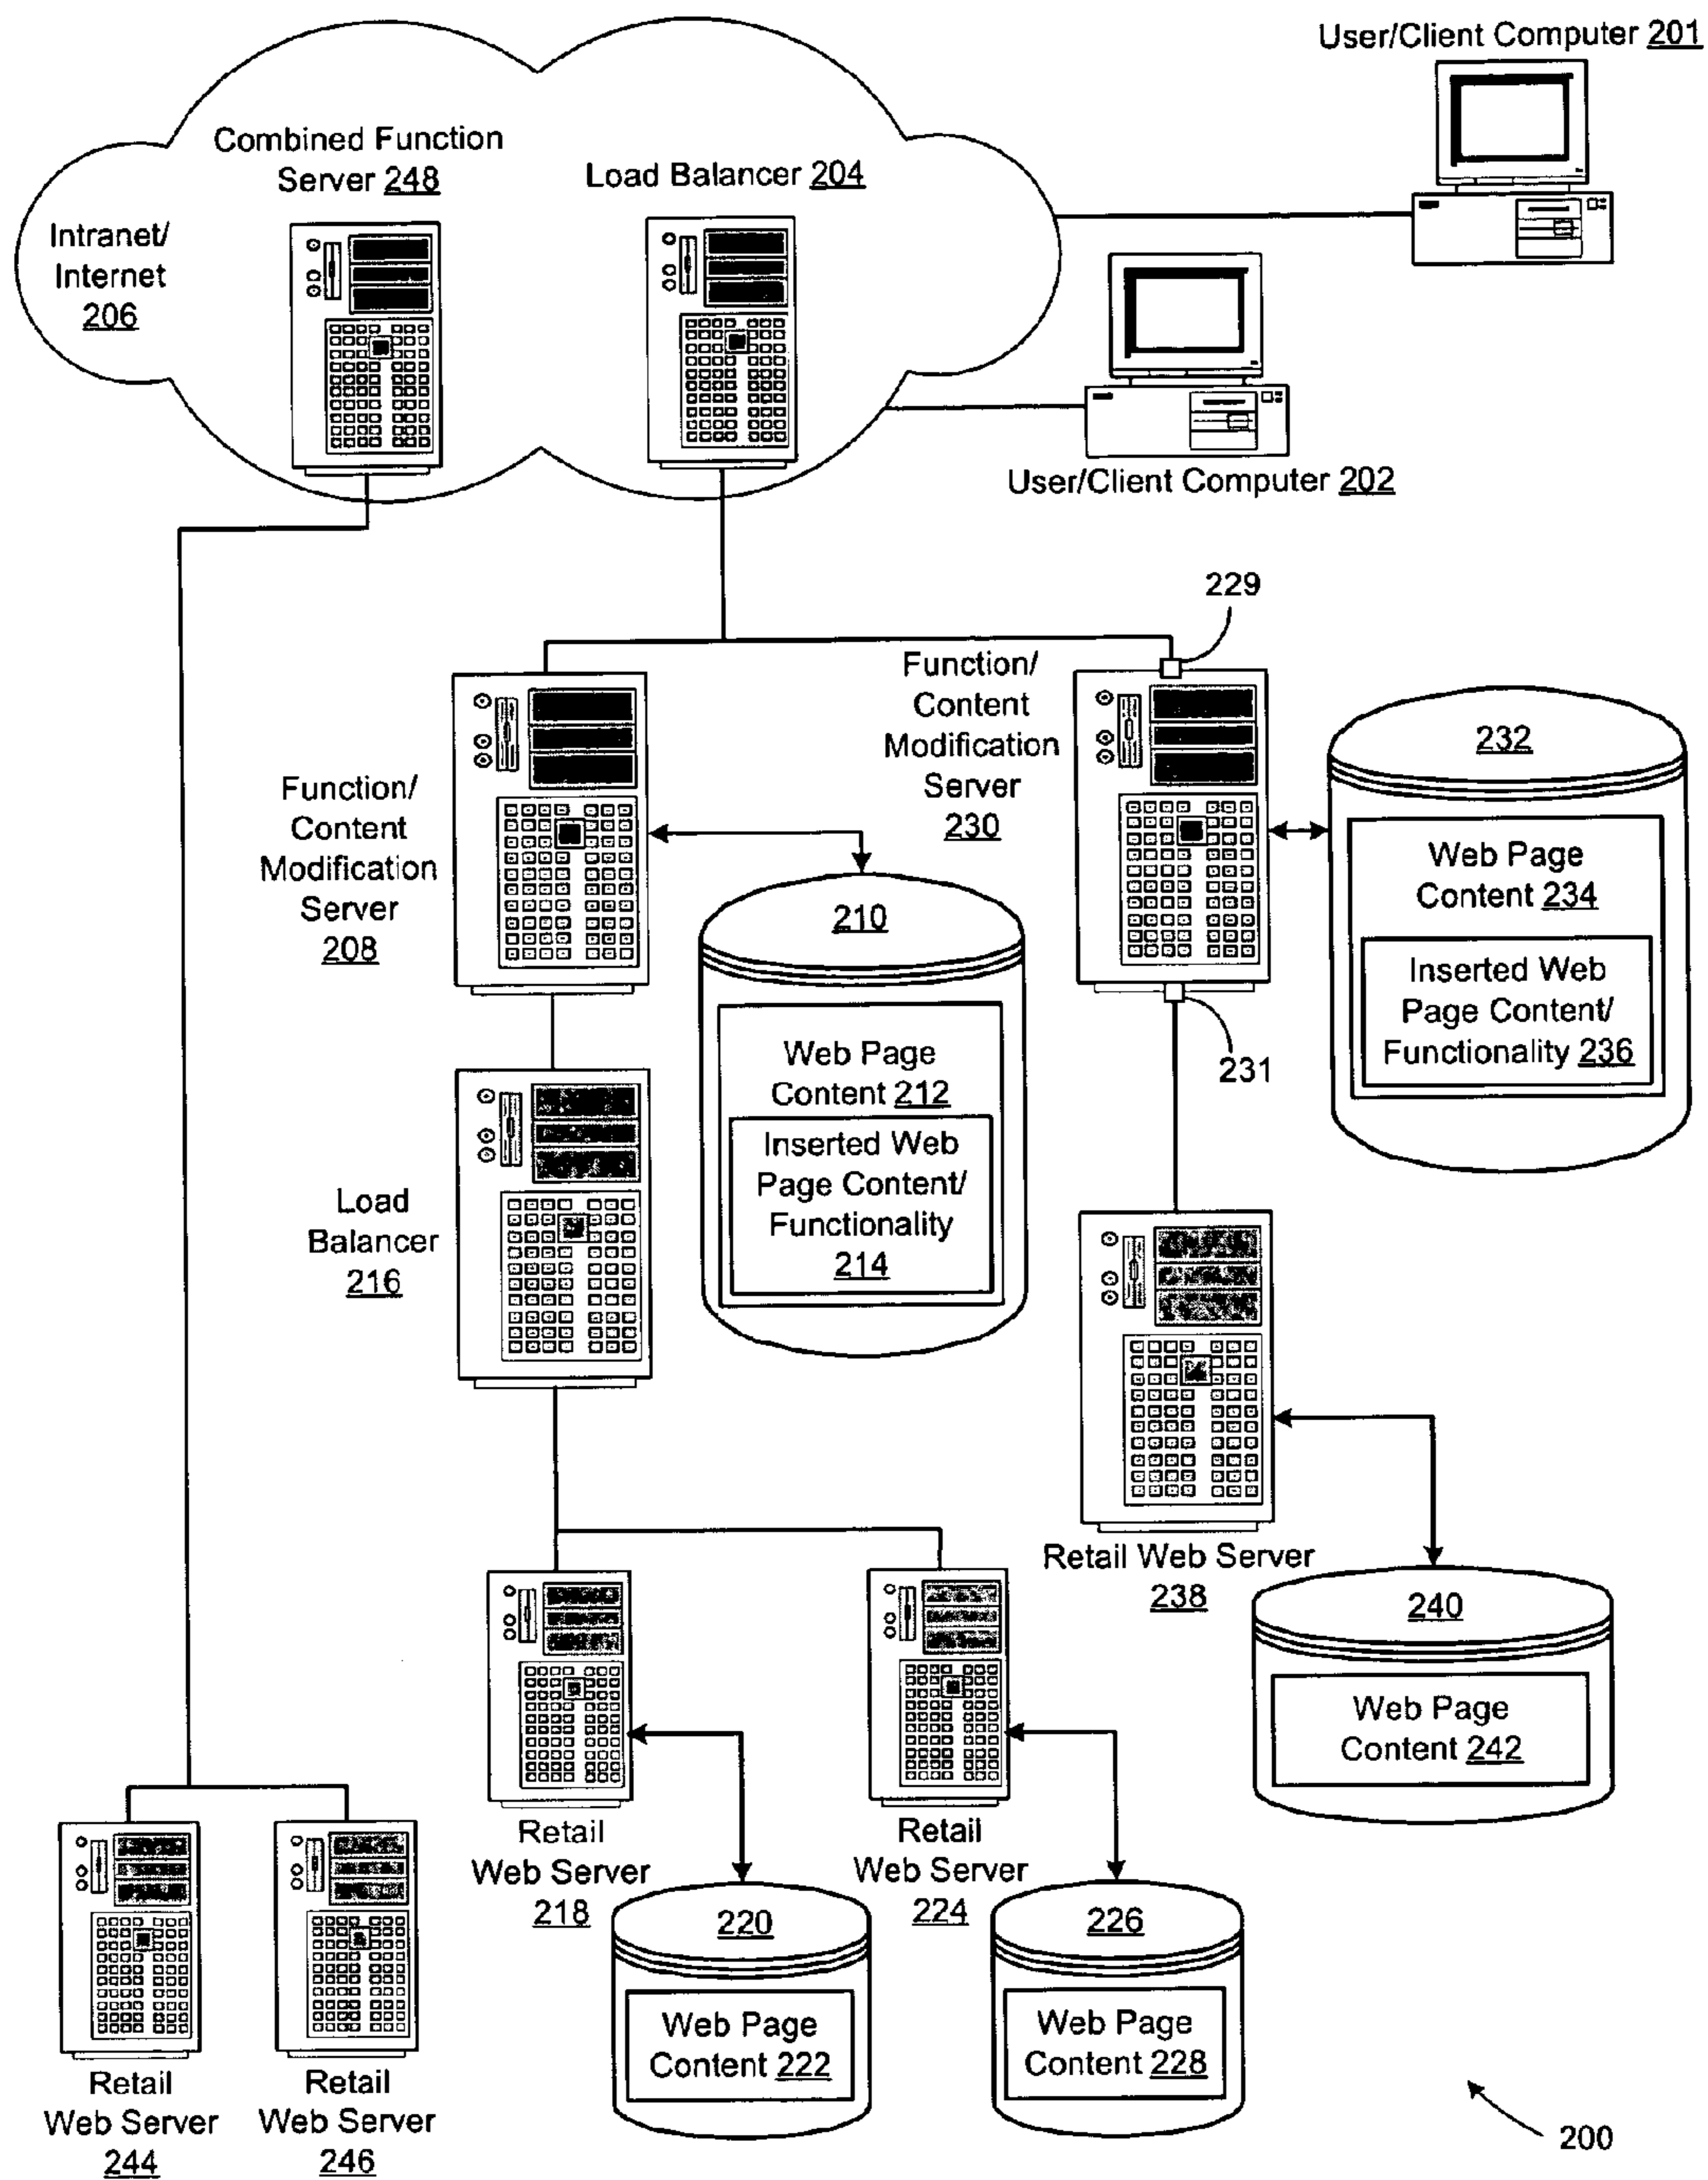 User/Client Computer 201
Combined Function
Server 248
Load Balancer 204
Intranet/
Internet
206
User/Client Computer 202
229
Function/
Content
Modification
Server
230
232
Web Page
Content 234
Inserted Web
Page Content/
Functionality 236
231
Function/
Content
Modification
Server
208
210
Web Page
Content 212
Inserted Web
Page Content/
Functionality
214
Load
Balancer
216
Retail Web Server
238
240
Web Page
Content 242
Retail
Web Server
218
220
Web Page
Content 222
Retail
Web Server
224
226
Web Page
Content 228
Retail
Web Server
244
Retail
Web Server
246
200